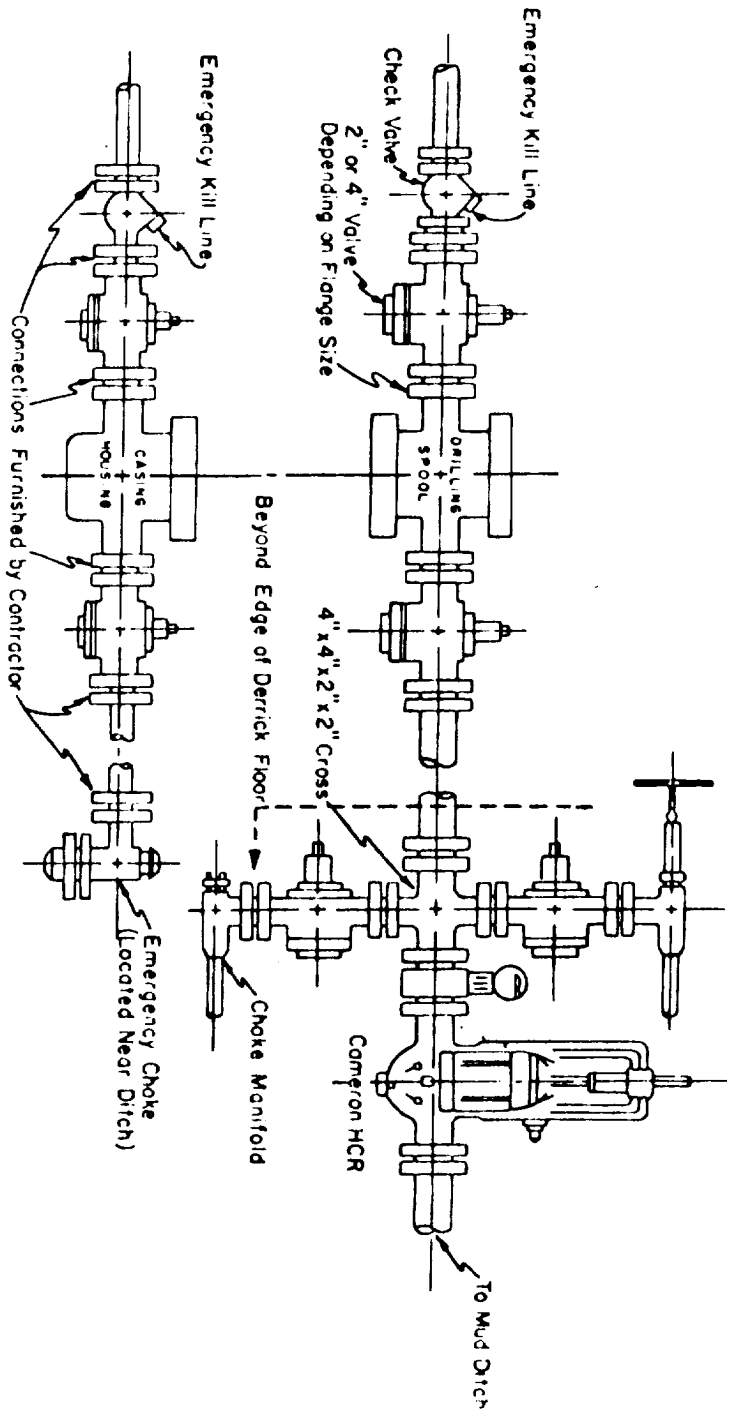 Emergency Kill Line
Check Valve
2" or 4" Valve
Depending on Flange Size
DRILLING
SPOOL
4"x4"x2"x2" Cross
Beyond Edge of Derrick Floor
Cameron HCR
To Mud Ditch
Choke Manifold
Emergency Kill Line
CASING
HOUSING
Connections Furnished by Contractor
Emergency Choke
(Located Near Ditch)